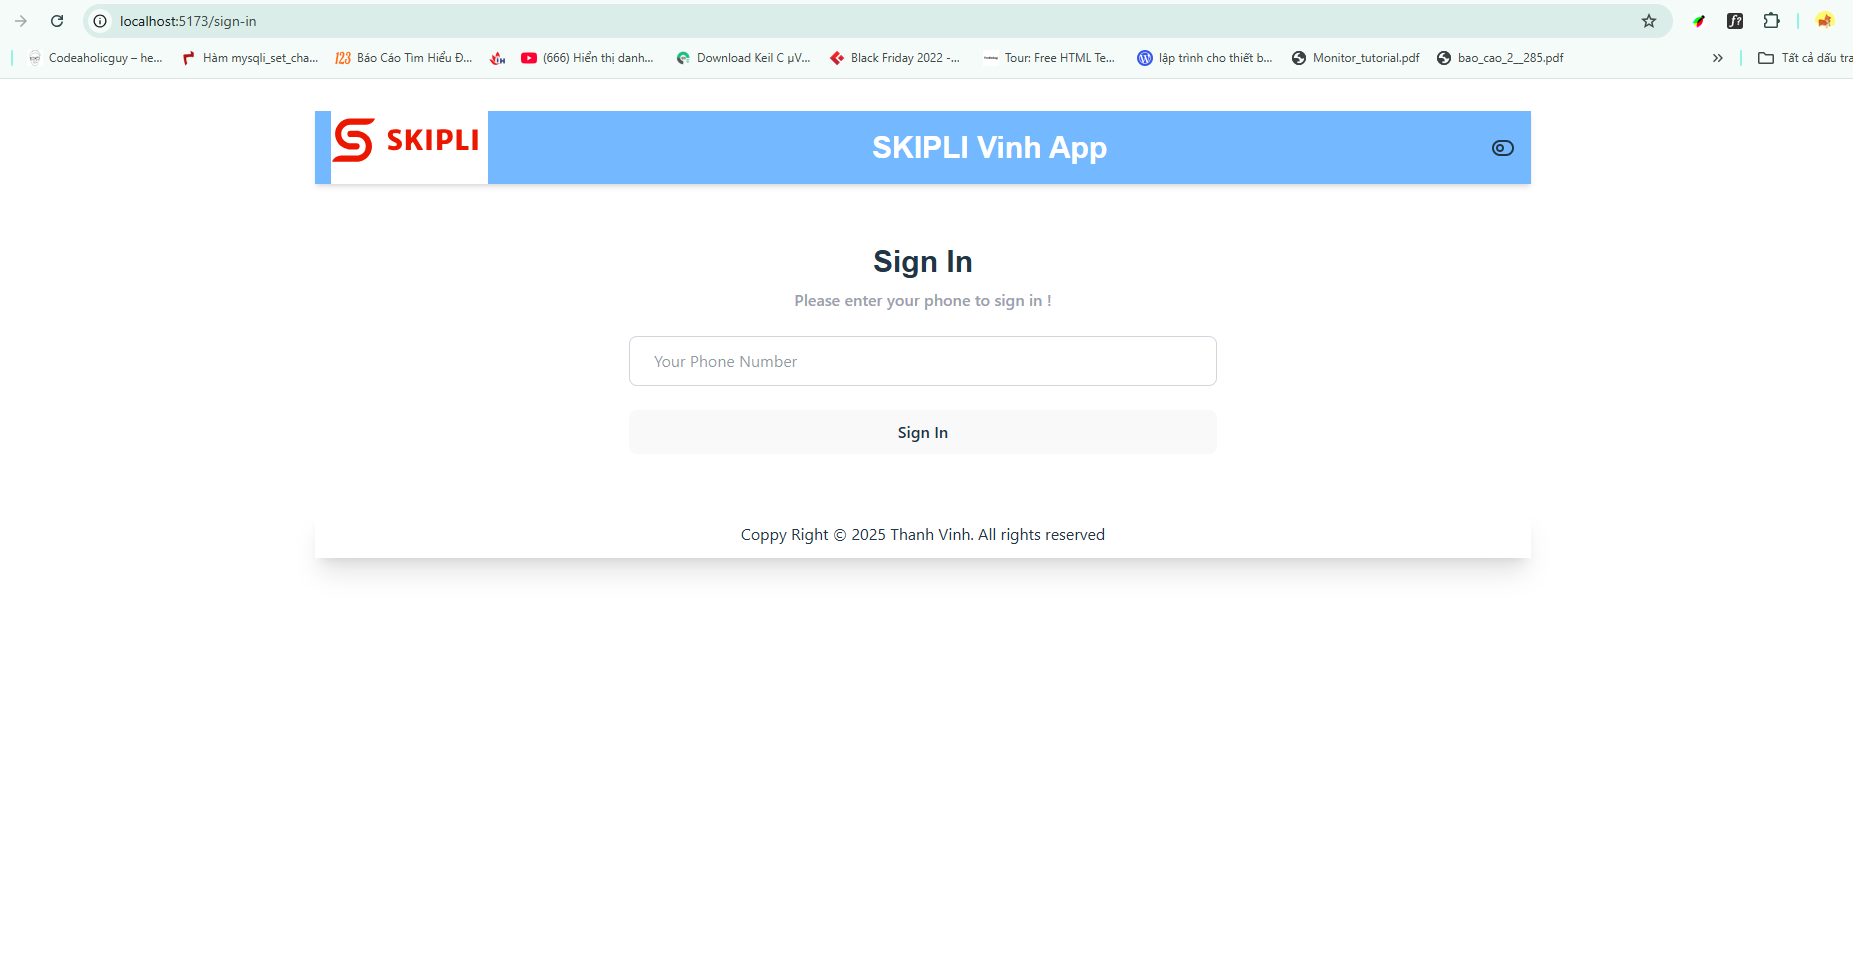 localhost:5173/sign-in
Codeaholicguy – he... Hàm mysqli_set_cha... 123 Báo Cáo Tìm Hiểu Đ... (666) Hiển thị danh... Download Keil C µV... Black Friday 2022 -... Tour: Free HTML Te... lập trình cho thiết b... Monitor_tutorial.pdf bao_cao_2__285.pdf » Tất cả dấu tra
SKIPLI SKIPLI Vinh App
Sign In
Please enter your phone to sign in !
Your Phone Number
Sign In
Coppy Right © 2025 Thanh Vinh. All rights reserved